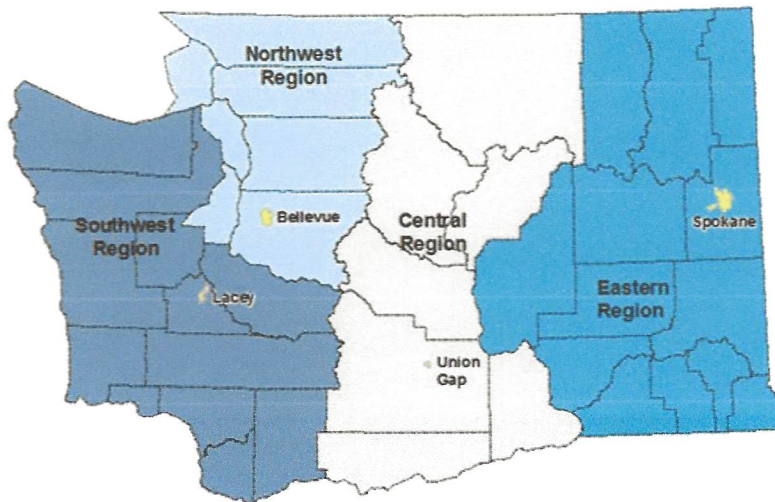 Northwest
Region
Southwest
Region
Bellevue
Lacey
Central
Region
Union
Gap
Spokane
Eastern
Region